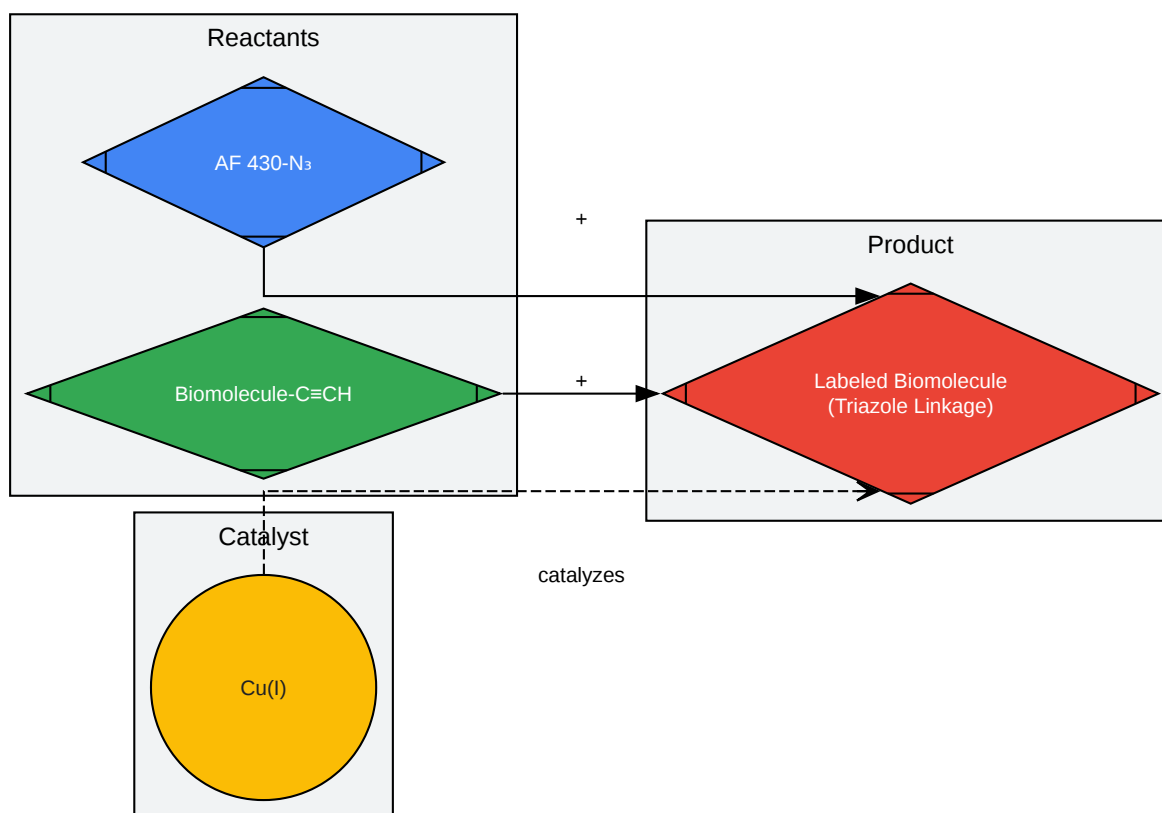 Reactants
AF 430-N₃
+
Product
Biomolecule-C≡CH
+
Labeled Biomolecule
(Triazole Linkage)
Catalyst
catalyzes
Cu(I)